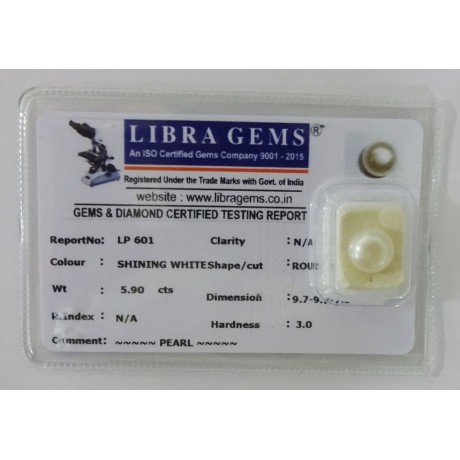 LIBRA GEMS®
An ISO Certified Gems Company 9001 - 2015
Registered Under the Trade Marks with Govt. of India
website : www.libragems.co.in
GEMS & DIAMOND CERTIFIED TESTING REPORT
ReportNo: LP 601 Clarity : N/A
Colour : SHINING WHITE Shape/cut :
Wt : 5.90 cts Dimension :
R.index : N/A Hardness : 3.0
Comment: ~~~~~ PEARL ~~~~~